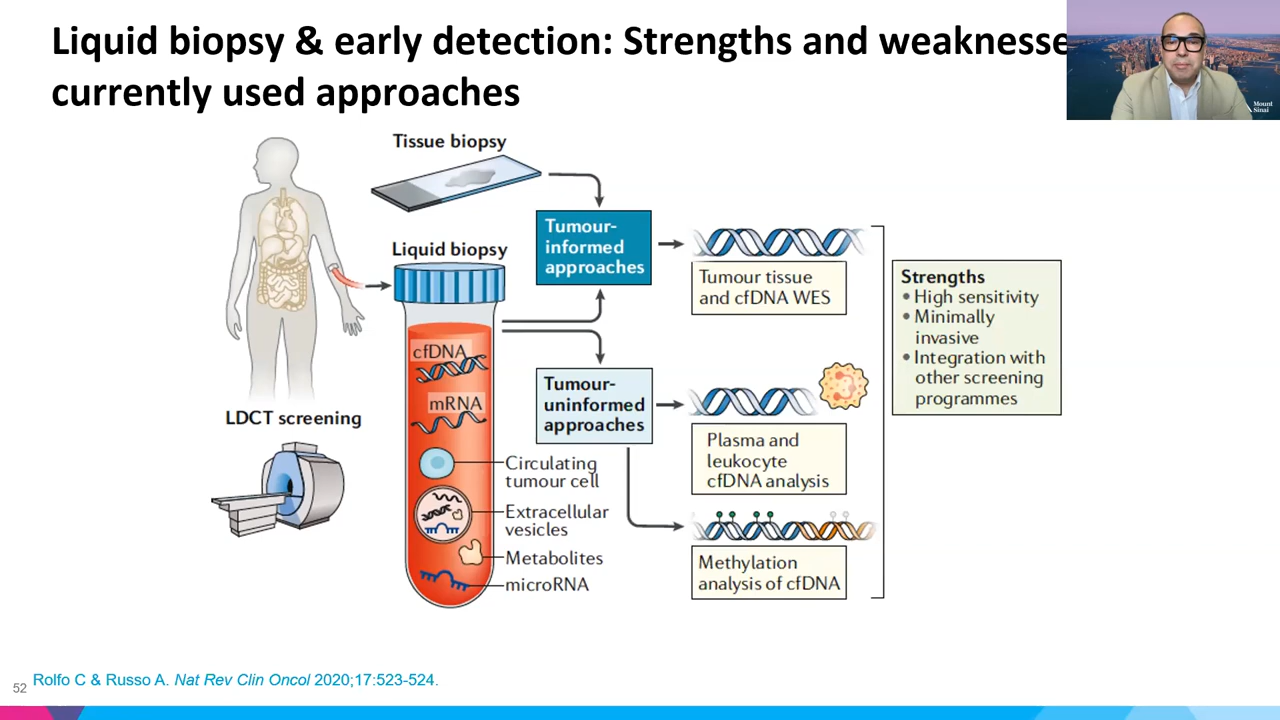 Liquid biopsy & early detection: Strengths and weaknesse
currently used approaches
Mount
Sinai
Tissue biopsy
Liquid biopsy
Tumour-
informed
approaches
Tumour tissue
and cfDNA WES
Strengths
• High sensitivity
• Minimally
invasive
• Integration with
other screening
programmes
cfDNA
mRNA
Tumour-
uninformed
approaches
Plasma and
leukocyte
cfDNA analysis
LDCT screening
Circulating
tumour cell
Extracellular
vesicles
Metabolites
microRNA
Methylation
analysis of cfDNA
52
Rolfo C & Russo A. Nat Rev Clin Oncol 2020;17:523-524.